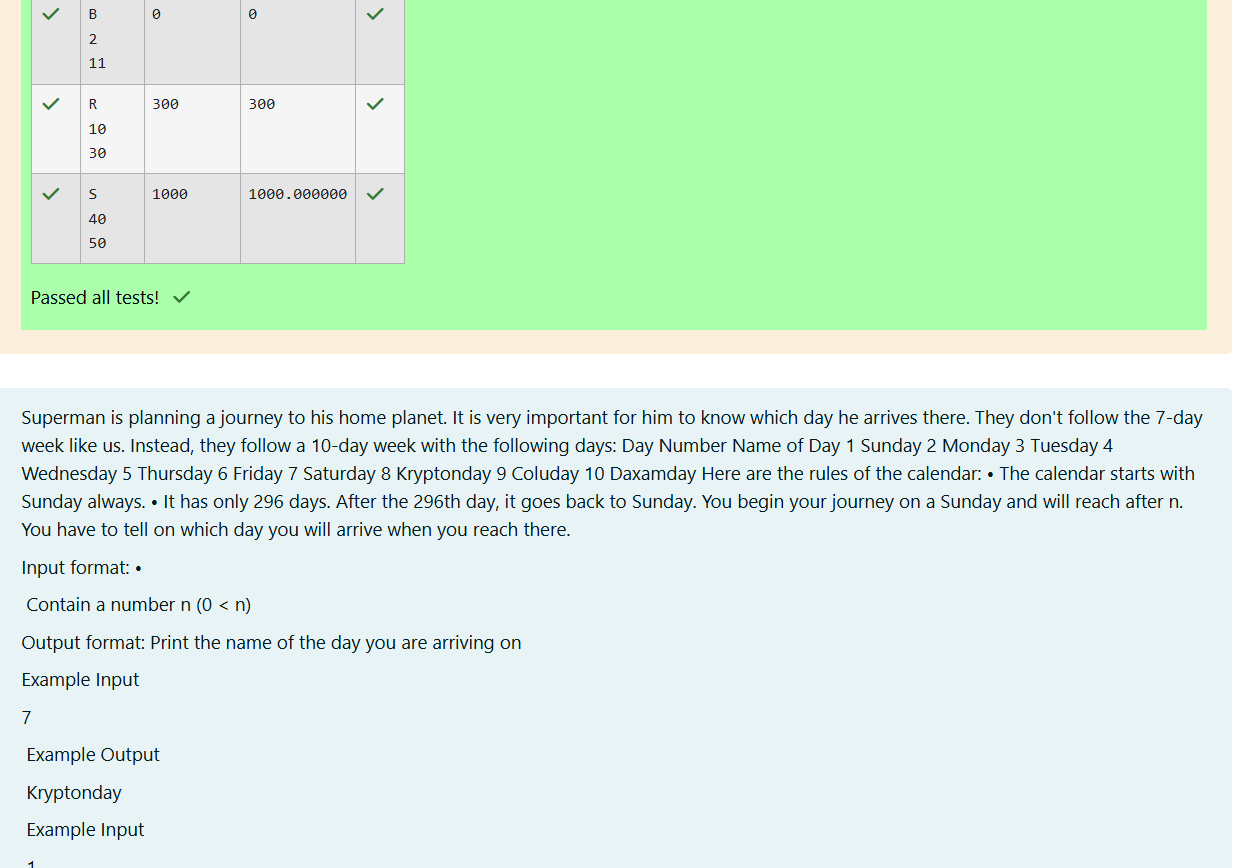 B 0 0
2
11
R 300 300
10
30
S 1000 1000.000000
40
50
Passed all tests!
Superman is planning a journey to his home planet. It is very important for him to know which day he arrives there. They don't follow the 7-day
week like us. Instead, they follow a 10-day week with the following days: Day Number Name of Day 1 Sunday 2 Monday 3 Tuesday 4
Wednesday 5 Thursday 6 Friday 7 Saturday 8 Kryptonday 9 Coluday 10 Daxamday Here are the rules of the calendar: • The calendar starts with
Sunday always. • It has only 296 days. After the 296th day, it goes back to Sunday. You begin your journey on a Sunday and will reach after n.
You have to tell on which day you will arrive when you reach there.
Input format: •
Contain a number n (0 < n)
Output format: Print the name of the day you are arriving on
Example Input
7
Example Output
Kryptonday
Example Input
1